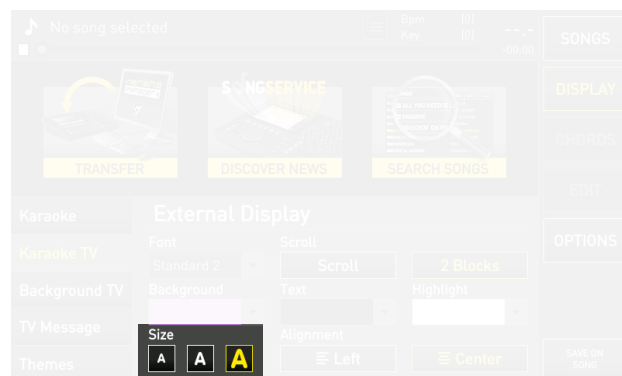 No song selected
Bpm [0]
Key [0]
--.-
00:00
SONGS
DISPLAY
CHORDS
EDIT
OPTIONS
SAVE ON
SONG
TRANSFER
SONGSERVICE
DISCOVER NEWS
SEARCH SONGS
Karaoke
Karaoke TV
Background TV
TV Message
Themes
External Display
Font
Standard 2
Scroll
Scroll
2 Blocks
Background
Text
Highlight
Size
A A A
Alignment
Left
Center